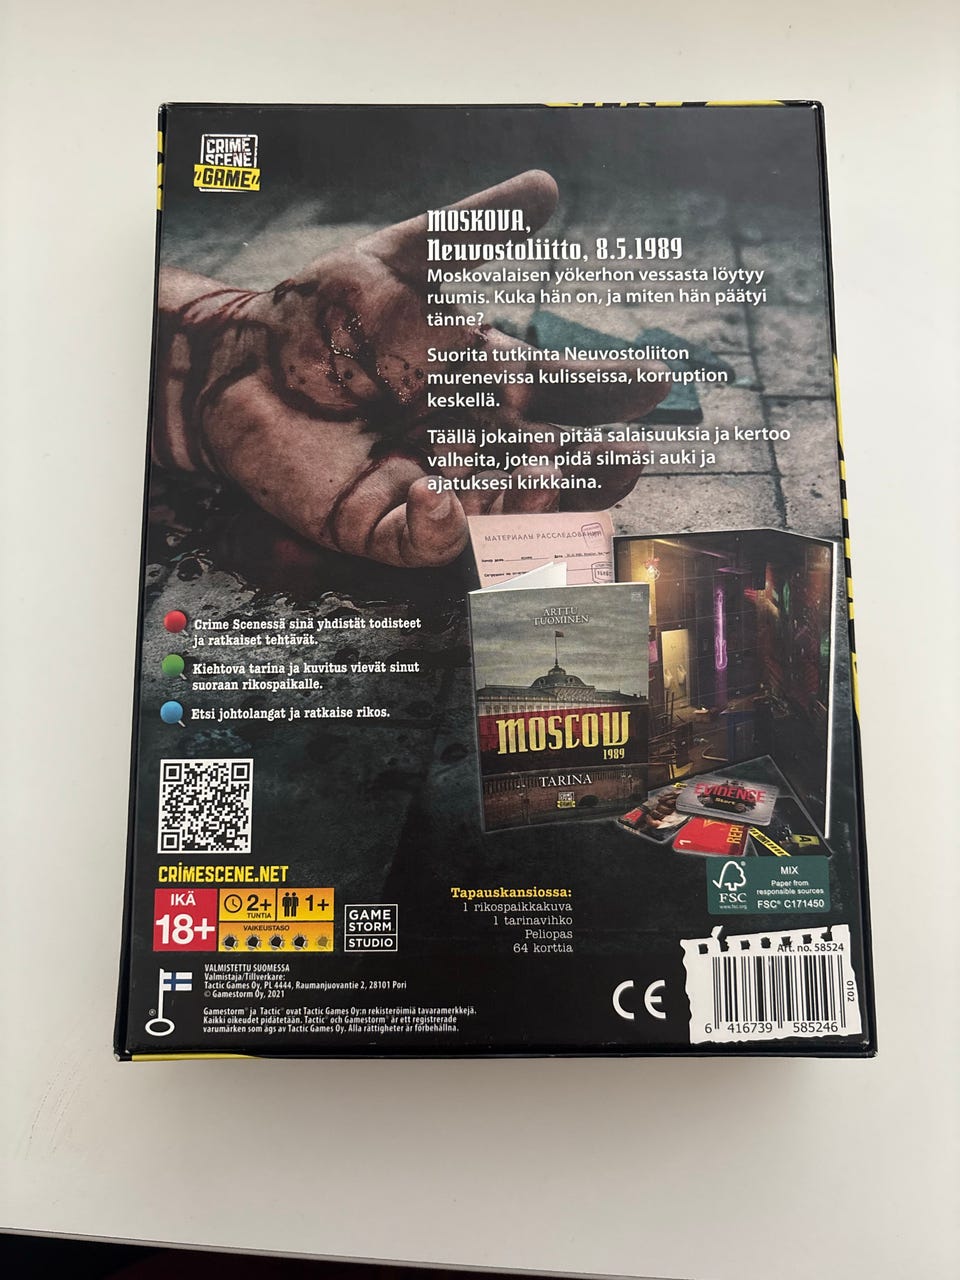 CRIME
SCENE
"GAME"
MOSKOVA,
Neuvostoliitto, 8.5.1989
Moskovalaisen yökerhon vessasta löytyy
ruumis. Kuka hän on, ja miten hän päätyi
tänne?
Suorita tutkinta Neuvostoliiton
murenevissa kulisseissa, korruption
keskellä.
Täällä jokainen pitää salaisuuksia ja kertoo
valheita, joten pidä silmäsi auki ja
ajatuksesi kirkkaina.
МАТЕРИАЛЫ РАССЛЕДОВАНИЯ
ARTTU
TUOMINEN
MOSCOW
1989
TARINA
EVIDENCE
Crime Scenessä sinä yhdistät todisteet
ja ratkaiset tehtävät.
Kiehtova tarina ja kuvitus vievät sinut
suoraan rikospaikalle.
Etsi johtolangat ja ratkaise rikos.
CRIMESCENE.NET
IKÄ
18+
2+
TUNTIA
1+
VAIKEUSTASO
GAME
STORM
STUDIO
Tapauskansiossa:
1 rikospaikkakuva
1 tarinavihko
Peliopas
64 korttia
FSC
www.fsc.org
MIX
Paper from
responsible sources
FSC® C171450
VALMISTETTU SUOMESSA
Valmistaja/Tillverkare:
Tactic Games Oy, PL 4444, Raumanjuovantie 2, 28101 Pori
© Gamestorm Oy, 2021
Gamestorm® ja Tactic® ovat Tactic Games Oy:n rekisteröimiä tavaramerkkejä.
Kaikki oikeudet pidätetään. Tactic® och Gamestorm® är ett registrerade
varumärken som ägs av Tactic Games Oy. Alla rättigheter är förbehållna.
CE
Art. no. 58524
0102
6 416739 585246